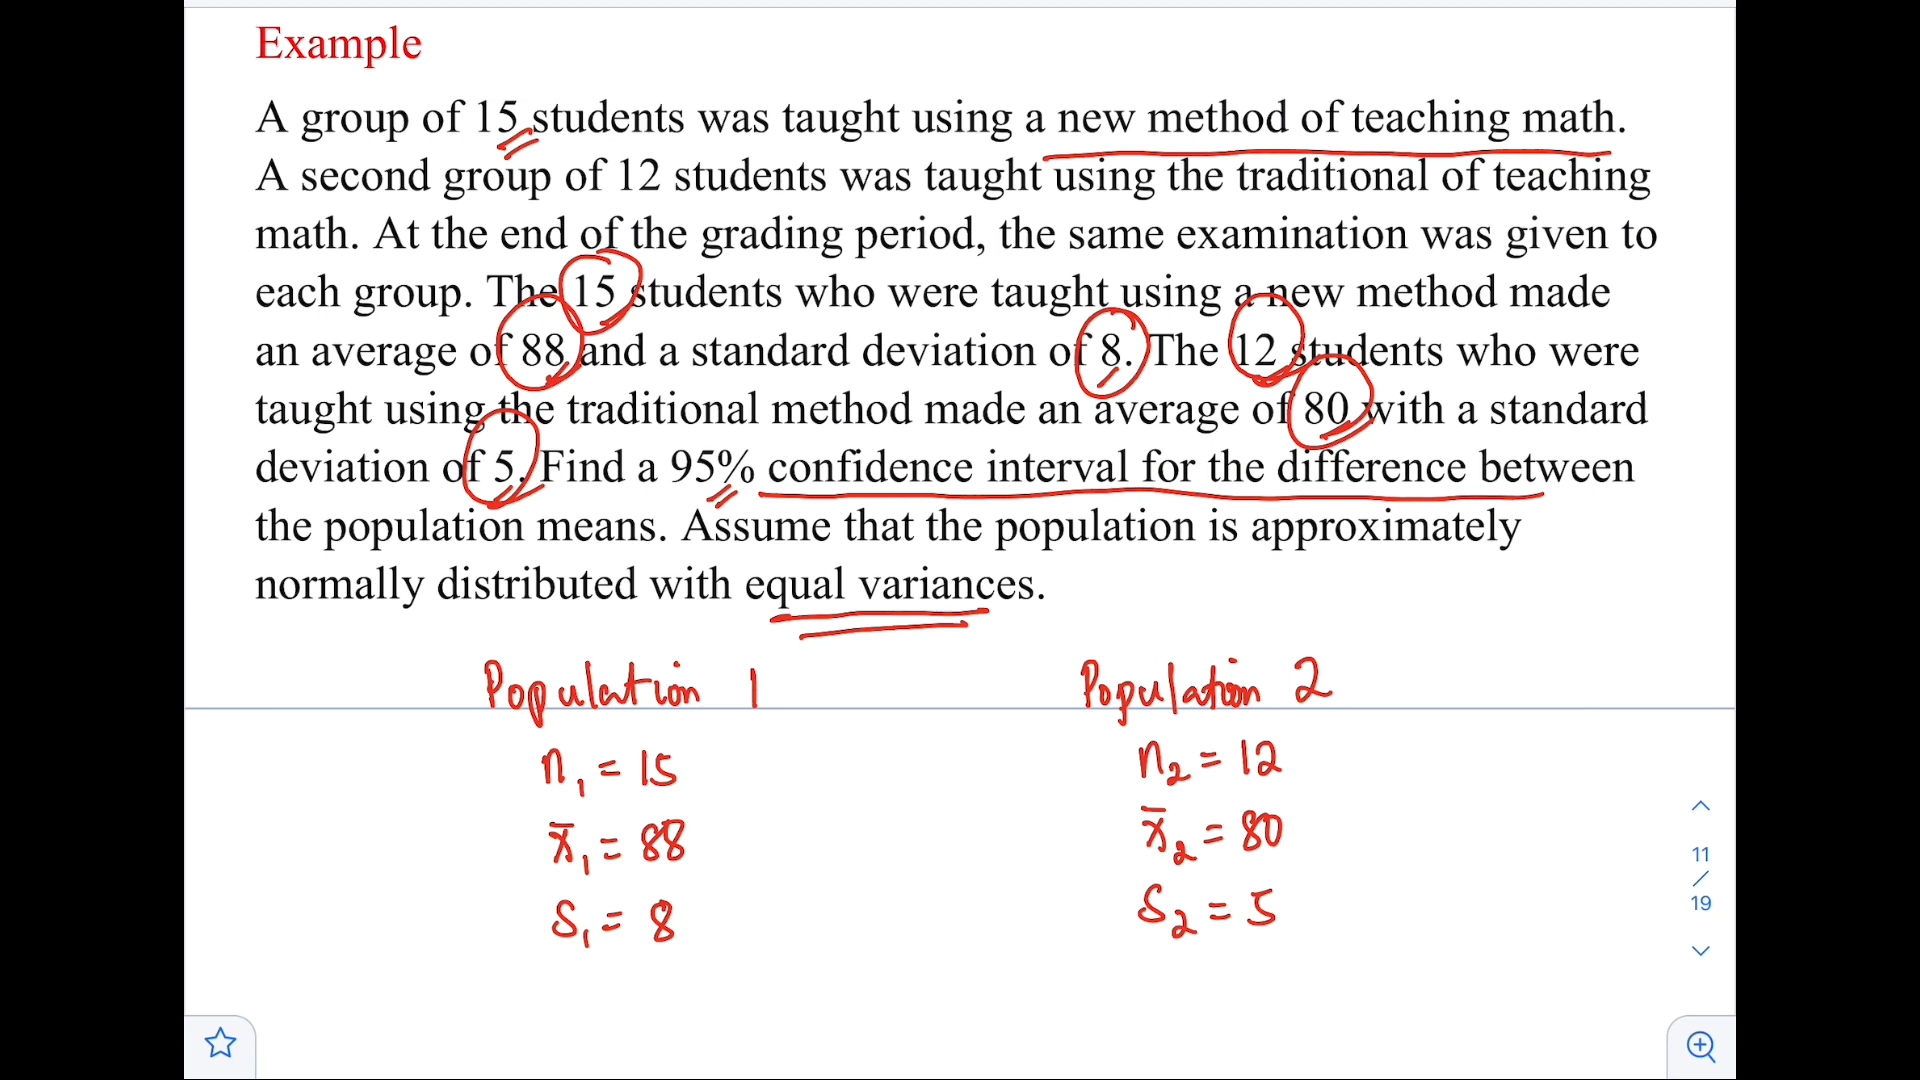 Example
A group of 15 students was taught using a new method of teaching math.
A second group of 12 students was taught using the traditional of teaching
math. At the end of the grading period, the same examination was given to
each group. The 15 students who were taught using a new method made
an average of 88 and a standard deviation of 8. The 12 students who were
taught using the traditional method made an average of 80 with a standard
deviation of 5. Find a 95% confidence interval for the difference between
the population means. Assume that the population is approximately
normally distributed with equal variances.
Population 1 Population 2
n₁ = 15 n₂ = 12
x̄₁ = 88 x̄₂ = 80
S₁ = 8 S₂ = 5
11
/
19